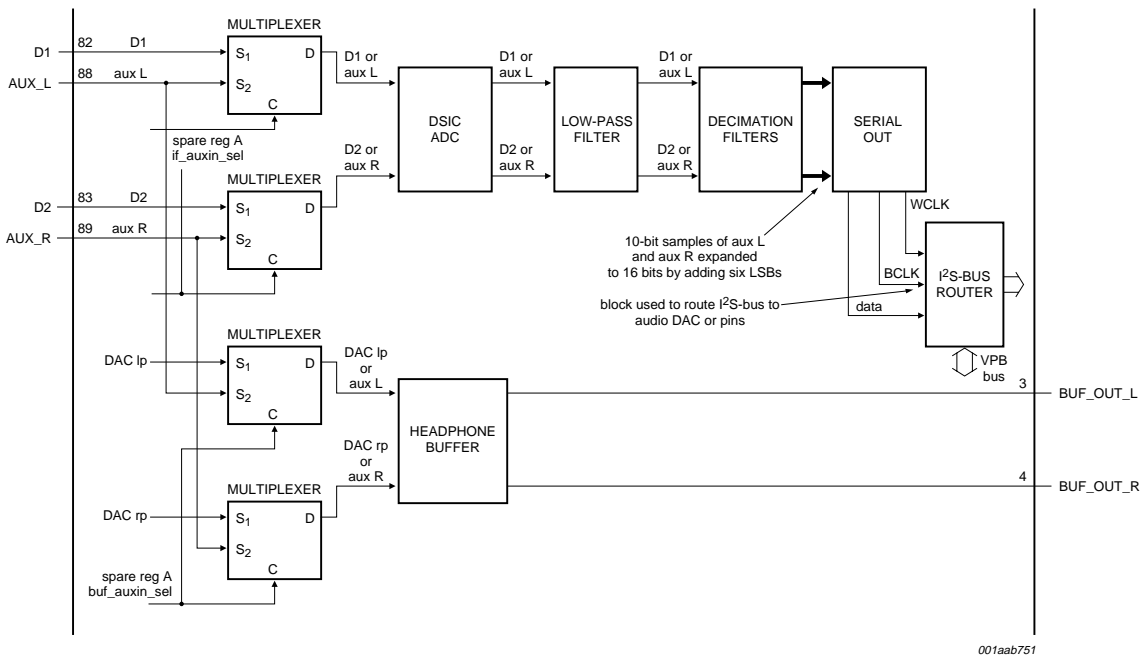 MULTIPLEXER
D1
82
D1
S1
D
D1 or
aux L
AUX_L
88
aux L
S2
C
spare reg A
if_auxin_sel
DSIC
ADC
D1 or
aux L
LOW-PASS
FILTER
D1 or
aux L
DECIMATION
FILTERS
SERIAL
OUT
MULTIPLEXER
D2 or
aux R
D2 or
aux R
D2 or
aux R
D2
83
D2
S1
D
AUX_R
89
aux R
S2
C
WCLK
10-bit samples of aux L
and aux R expanded
to 16 bits by adding six LSBs
BCLK
I2S-BUS
ROUTER
block used to route I2S-bus to
audio DAC or pins
data
VPB
bus
MULTIPLEXER
DAC lp
S1
D
DAC lp
or
aux L
S2
C
HEADPHONE
BUFFER
3
BUF_OUT_L
MULTIPLEXER
DAC rp
or
aux R
4
BUF_OUT_R
DAC rp
S1
D
S2
C
spare reg A
buf_auxin_sel
001aab751